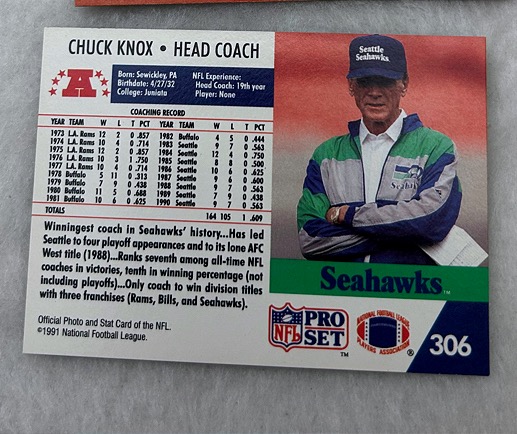 CHUCK KNOX • HEAD COACH
A
Born: Sewickley, PA
Birthdate: 4/27/32
College: Juniata
NFL Experience:
Head Coach: 19th year
Player: None
COACHING RECORD
YEAR TEAM W L T PCT YEAR TEAM W L T PCT
1973 L.A. Rams 12 2 0 .857 1982 Buffalo 4 5 0 .444
1974 L.A. Rams 10 4 0 .714 1983 Seattle 9 7 0 .563
1975 L.A. Rams 12 2 0 .857 1984 Seattle 12 4 0 .750
1976 L.A. Rams 10 3 1 .750 1985 Seattle 8 8 0 .500
1977 L.A. Rams 10 4 0 .714 1986 Seattle 10 6 0 .625
1978 Buffalo 5 11 0 .313 1987 Seattle 9 6 0 .600
1979 Buffalo 7 9 0 .438 1988 Seattle 9 7 0 .563
1980 Buffalo 11 5 0 .688 1989 Seattle 7 9 0 .438
1981 Buffalo 10 6 0 .625 1990 Seattle 9 7 0 .563
TOTALS 164 105 1 .609
Winningest coach in Seahawks' history...Has led
Seattle to four playoff appearances and to its lone AFC
West title (1988)...Ranks seventh among all-time NFL
coaches in victories, tenth in winning percentage (not
including playoffs)...Only coach to win division titles
with three franchises (Rams, Bills, and Seahawks).
Official Photo and Stat Card of the NFL.
©1991 National Football League.
Seattle
Seahawks
Seahawks
Seahawks™
NFL
PRO
SET™
NATIONAL FOOTBALL LEAGUE
PLAYERS ASSOCIATION®
306